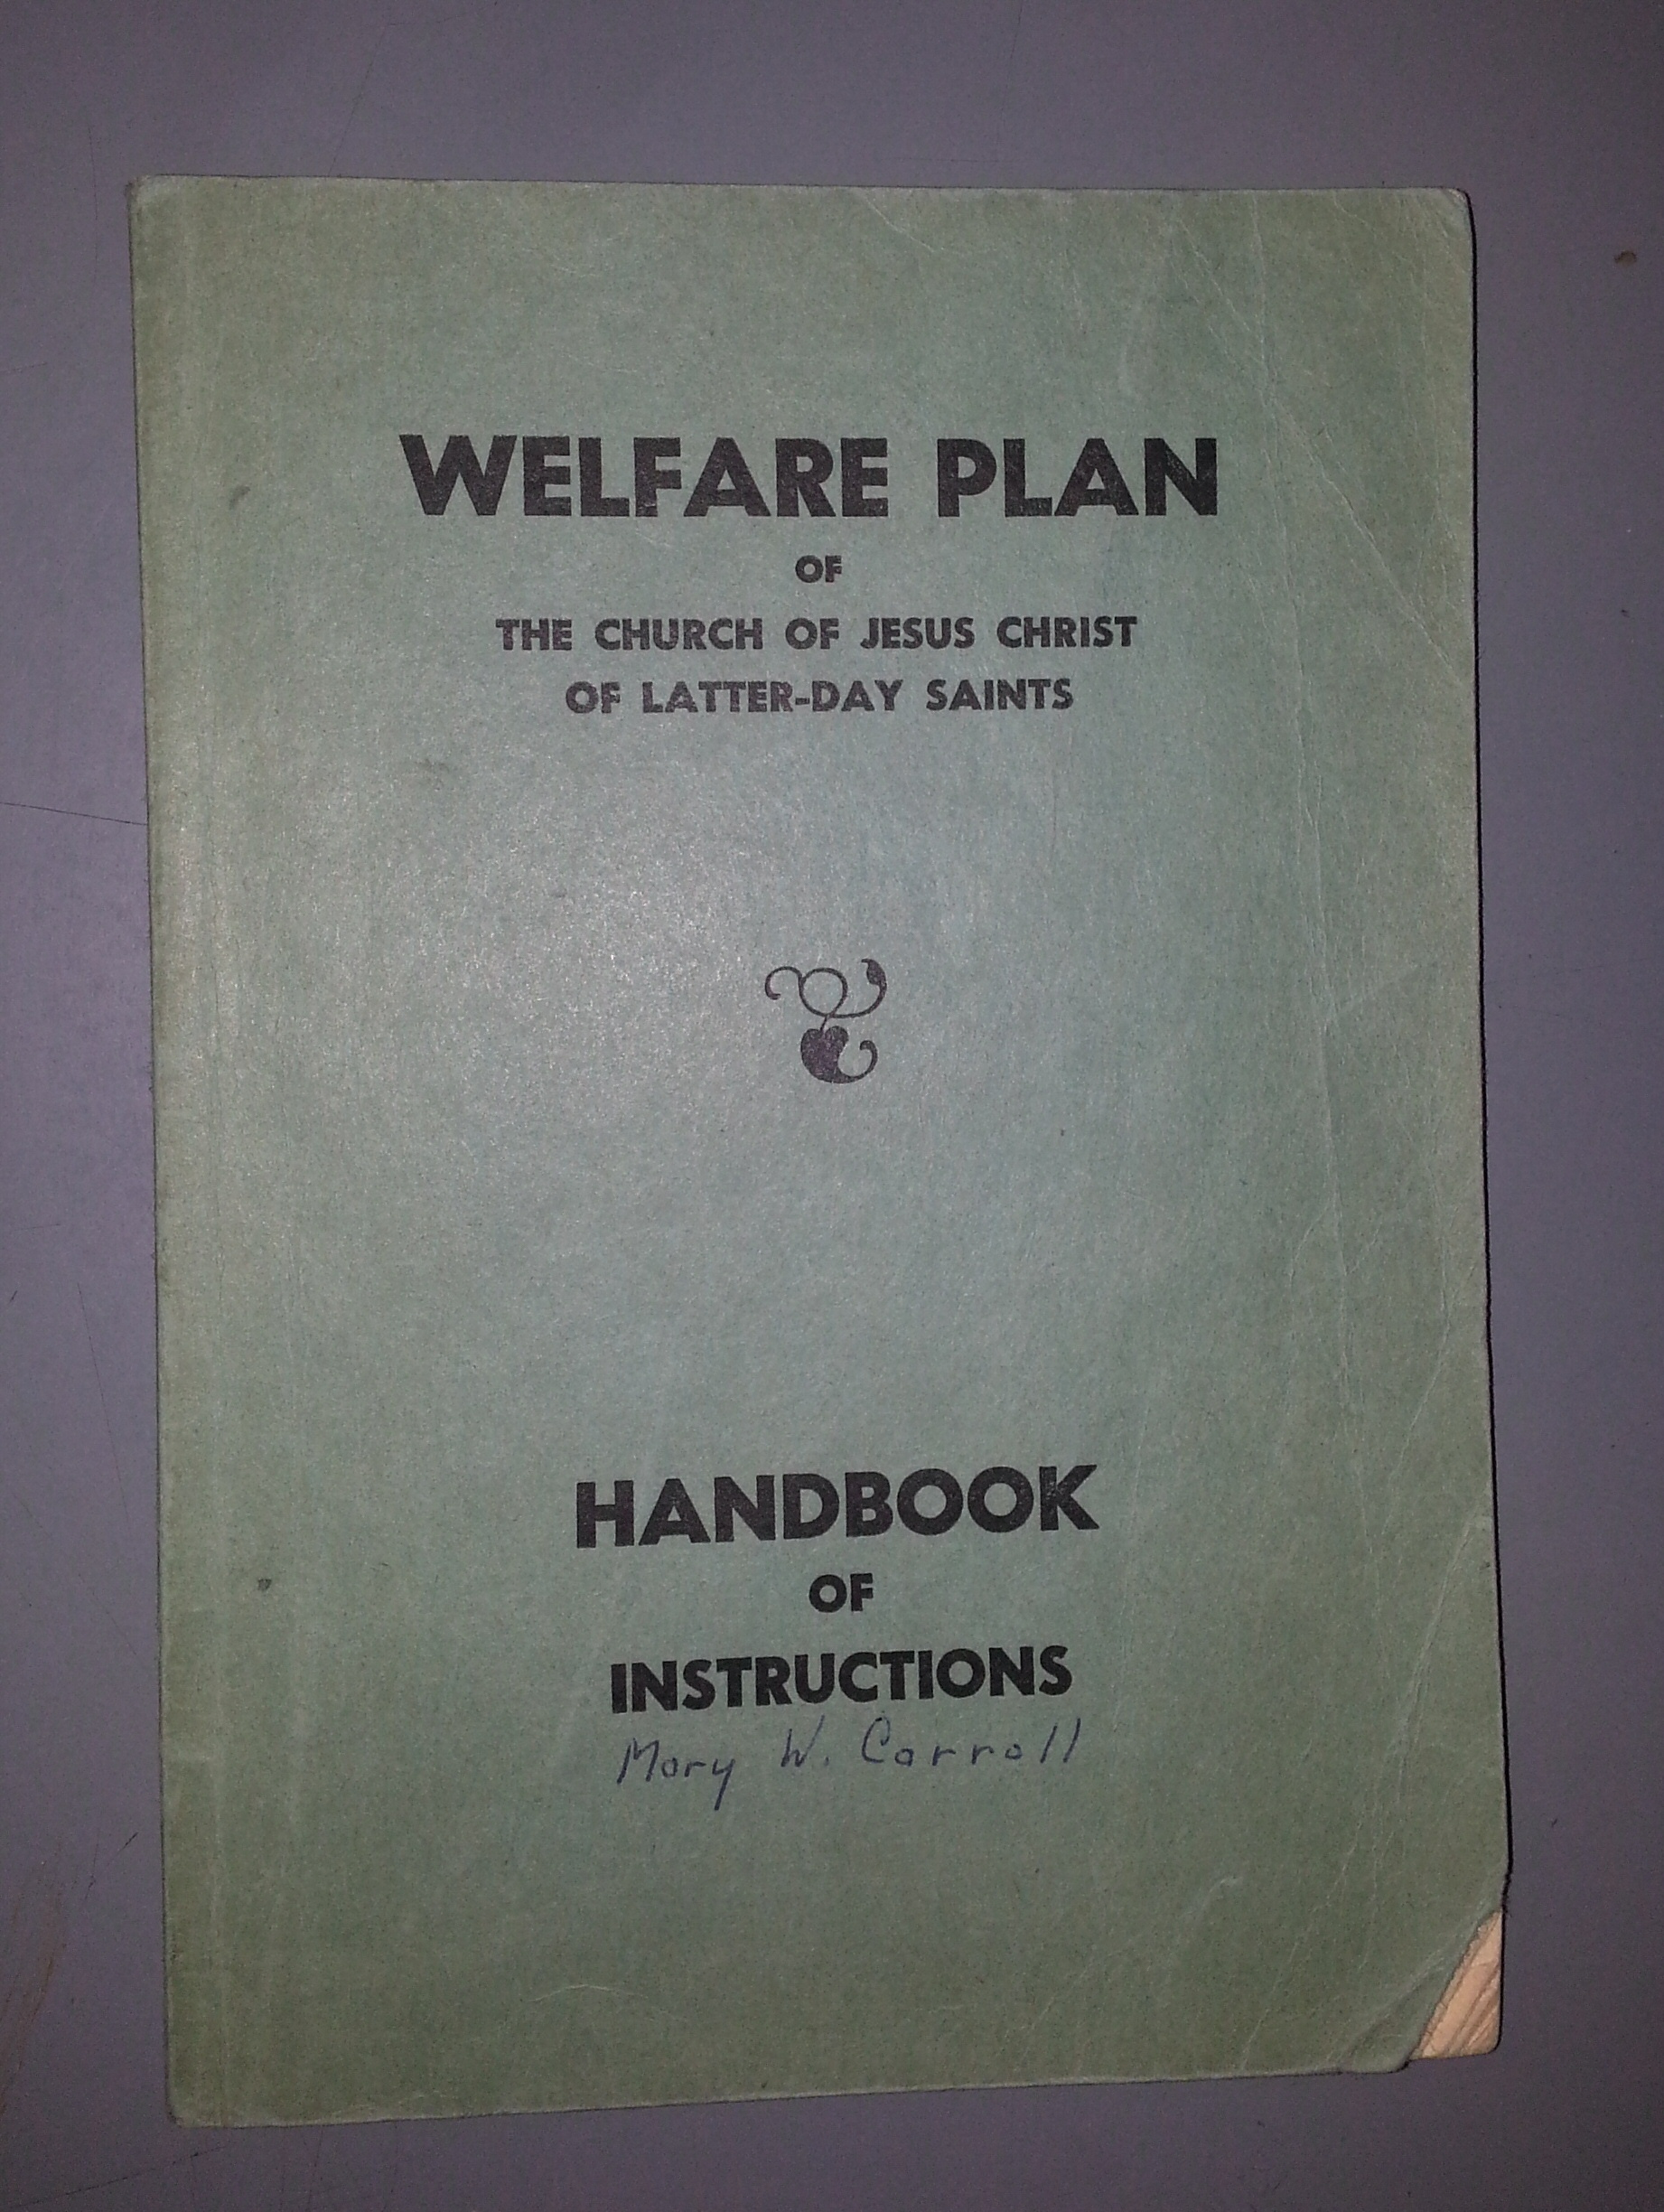 WELFARE PLAN
OF
THE CHURCH OF JESUS CHRIST
OF LATTER-DAY SAINTS
HANDBOOK
OF
INSTRUCTIONS
Mary W. Carroll